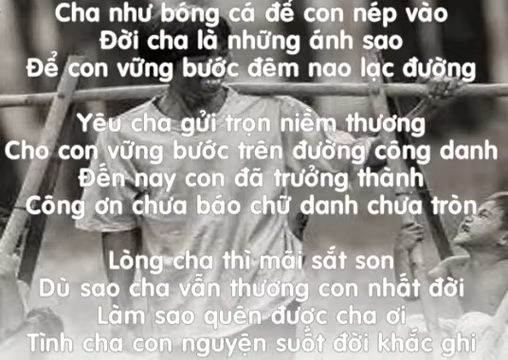 Cha như bóng cá để con nép vào
Đời cha là những ánh sao
Để con vững bước đêm nao lạc đường
Yêu cha gửi trọn niềm thương
Cho con vững bước trên đường công danh
Đến nay con đã trưởng thành
Công ơn chưa báo chữ danh chưa tròn
Lòng cha thì mãi sắt son
Dù sao cha vẫn thương con nhất đời
Làm sao quên được cha ơi
Tình cha con nguyện suốt đời khắc ghi